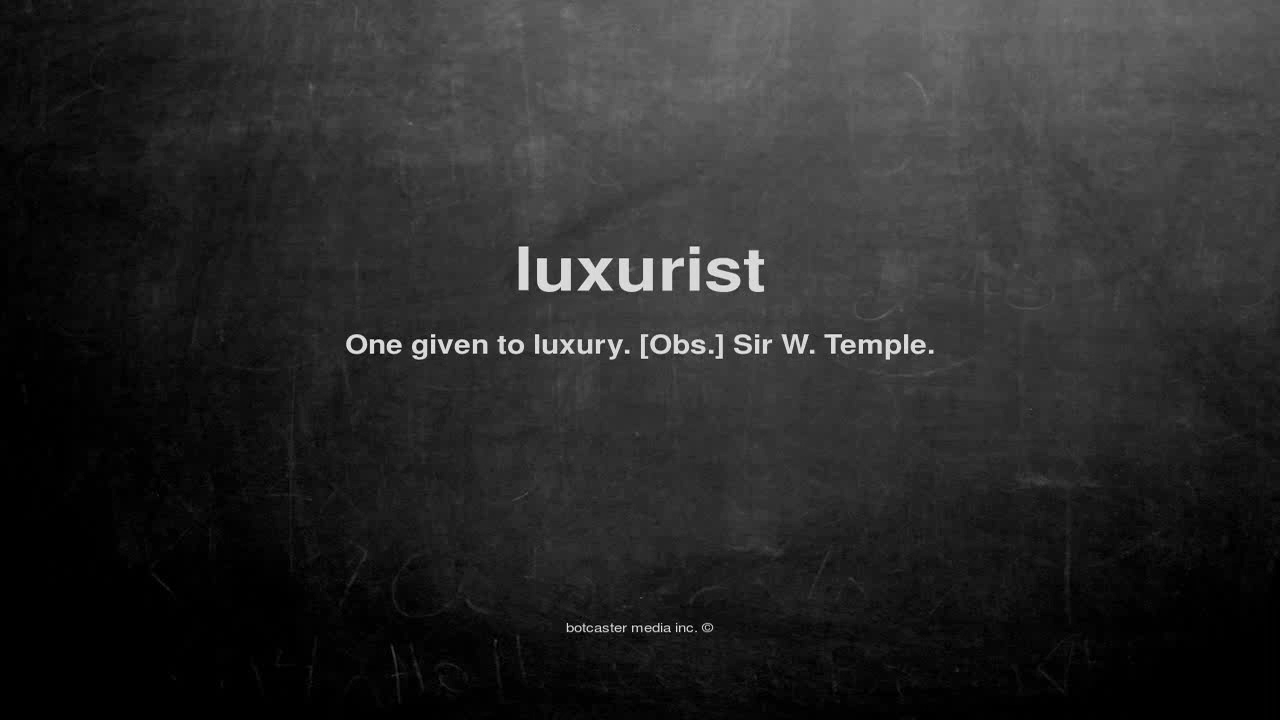 luxurist
One given to luxury. [Obs.] Sir W. Temple.
botcaster media inc. ©